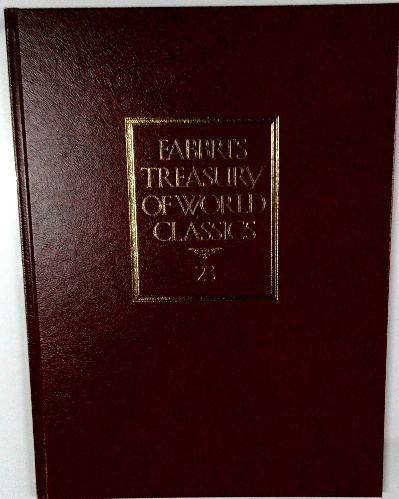 FABBRI'S
TREASURY
OF WORLD
CLASSICS
23